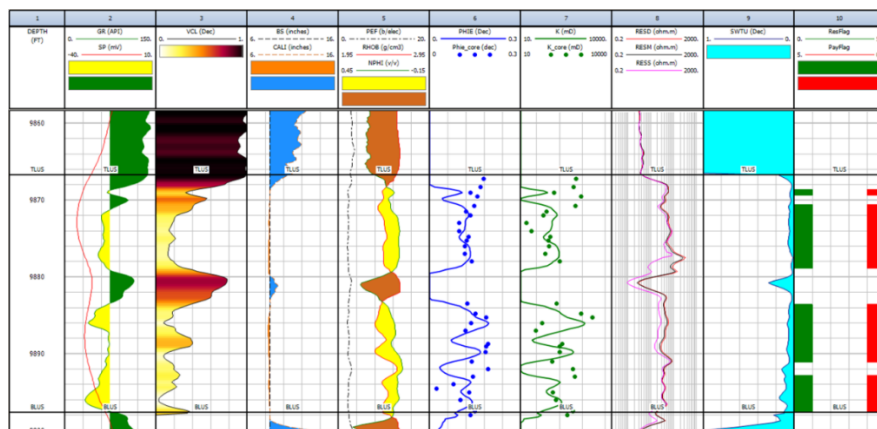 1 2 3 4 5 6 7 8 9 10
DEPTH (FT)
GR (API)
0. 150.
SP (mV)
-40. 10.
VCL (Dec)
0. 1.
BS (inches)
6. 16.
CALI (inches)
6. 16.
PEF (b/elec)
0. 10.
RHOB (g/cm3)
1.95 2.95
NPHI (v/v)
0.45 -0.15
PHIE (Dec)
0. 0.3
Phie_core (dec)
0 0.3
K (mD)
10. 10000.
K_core (mD)
10 10000
RESD (ohm.m)
0.2 2000.
RESM (ohm.m)
0.2 2000.
RESS (ohm.m)
0.2 2000.
SWTU (Dec)
1. 0.
ResFlag
0.
PayFlag
5. 0.
9860
TLUS TLUS TLUS TLUS TLUS TLUS TLUS TLUS TLUS
9870
9880
9890
BLUS BLUS BLUS BLUS BLUS BLUS BLUS BLUS BLUS